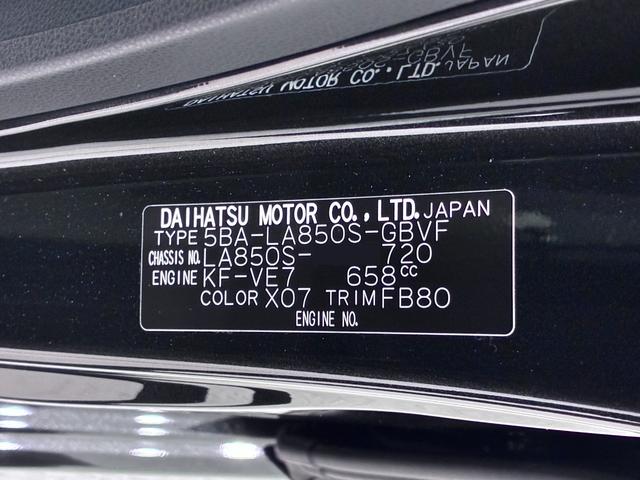 DAIHATSU MOTOR CO., LTD. JAPAN
TYPE 5BA-LA850S-GBVF
CHASSIS NO. LA850S- 720
ENGINE KF-VE7 658CC
COLOR X07 TRIM FB80
ENGINE NO.